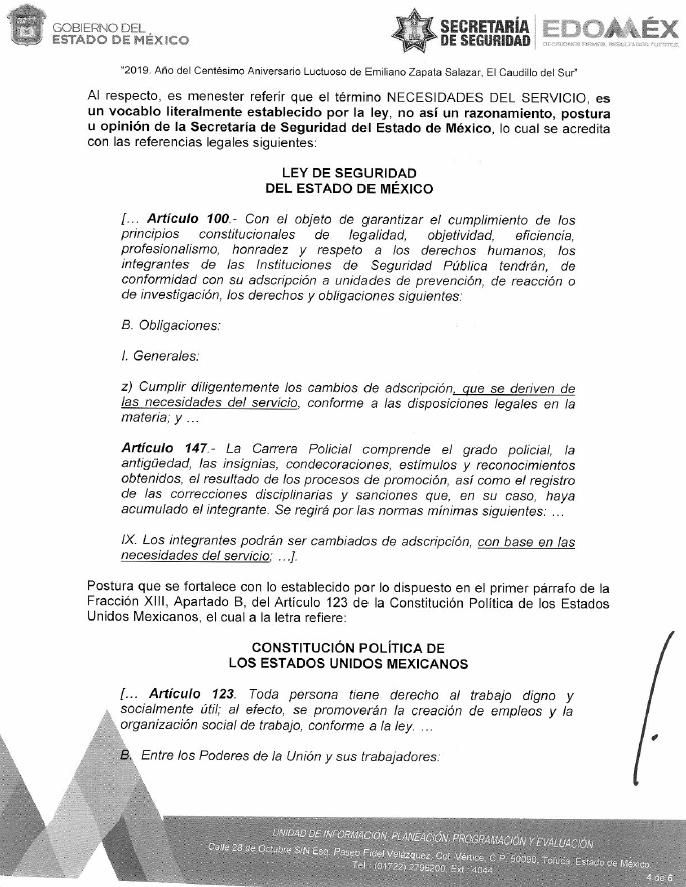 GOBIERNO DEL
ESTADO DE MÉXICO
SECRETARÍA
DE SEGURIDAD
EDOMÉX
DECISIONES FIRMES, RESULTADOS FUERTES.
"2019. Año del Centésimo Aniversario Luctuoso de Emiliano Zapata Salazar, El Caudillo del Sur"
Al respecto, es menester referir que el término NECESIDADES DEL SERVICIO, es
un vocablo literalmente establecido por la ley, no así un razonamiento, postura
u opinión de la Secretaría de Seguridad del Estado de México, lo cual se acredita
con las referencias legales siguientes:
LEY DE SEGURIDAD
DEL ESTADO DE MÉXICO
[... Artículo 100.- Con el objeto de garantizar el cumplimiento de los
principios constitucionales de legalidad, objetividad, eficiencia,
profesionalismo, honradez y respeto a los derechos humanos, los
integrantes de las Instituciones de Seguridad Pública tendrán, de
conformidad con su adscripción a unidades de prevención, de reacción o
de investigación, los derechos y obligaciones siguientes:
B. Obligaciones:
I. Generales:
z) Cumplir diligentemente los cambios de adscripción, que se deriven de
las necesidades del servicio, conforme a las disposiciones legales en la
materia; y ...
Artículo 147.- La Carrera Policial comprende el grado policial, la
antigüedad, las insignias, condecoraciones, estímulos y reconocimientos
obtenidos, el resultado de los procesos de promoción, así como el registro
de las correcciones disciplinarias y sanciones que, en su caso, haya
acumulado el integrante. Se regirá por las normas mínimas siguientes: ...
IX. Los integrantes podrán ser cambiados de adscripción, con base en las
necesidades del servicio; ...].
Postura que se fortalece con lo establecido por lo dispuesto en el primer párrafo de la
Fracción XIII, Apartado B, del Artículo 123 de la Constitución Política de los Estados
Unidos Mexicanos, el cual a la letra refiere:
CONSTITUCIÓN POLÍTICA DE
LOS ESTADOS UNIDOS MEXICANOS
[... Artículo 123. Toda persona tiene derecho al trabajo digno y
socialmente útil; al efecto, se promoverán la creación de empleos y la
organización social de trabajo, conforme a la ley. ...
B. Entre los Poderes de la Unión y sus trabajadores:
UNIDAD DE INFORMACIÓN, PLANEACIÓN, PROGRAMACIÓN Y EVALUACIÓN
Calle 28 de Octubre S/N Esq. Paseo Fidel Velázquez, Col. Vértice, C.P. 50090, Toluca, Estado de México
Tel.: (01722) 2796200, Ext.: 4044
4 de 6